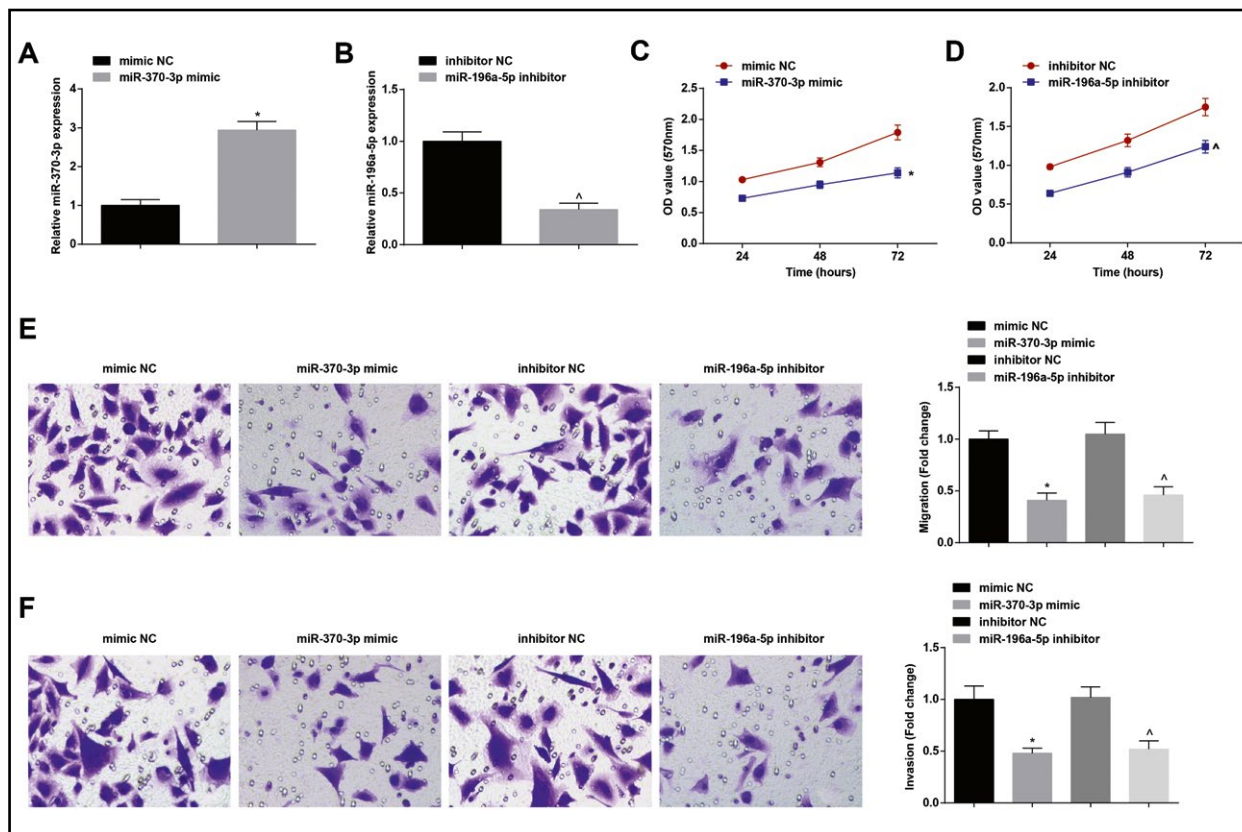 A
mimic NC
miR-370-3p mimic
Relative miR-370-3p expression
4
3
2
1
0
*
B
inhibitor NC
miR-196a-5p inhibitor
Relative miR-196a-5p expression
1.5
1.0
0.5
0.0
^
C
mimic NC
miR-370-3p mimic
OD value (570nm)
2.5
2.0
1.5
1.0
0.5
0.0
*
24 48 72
Time (hours)
D
inhibitor NC
miR-196a-5p inhibitor
OD value (570nm)
2.0
1.5
1.0
0.5
0.0
^
24 48 72
Time (hours)
E
mimic NC
miR-370-3p mimic
inhibitor NC
miR-196a-5p inhibitor
mimic NC
miR-370-3p mimic
inhibitor NC
miR-196a-5p inhibitor
Migration (Fold change)
1.5
1.0
0.5
0.0
*
^
F
mimic NC
miR-370-3p mimic
inhibitor NC
miR-196a-5p inhibitor
mimic NC
miR-370-3p mimic
inhibitor NC
miR-196a-5p inhibitor
Invasion (Fold change)
1.5
1.0
0.5
0.0
*
^